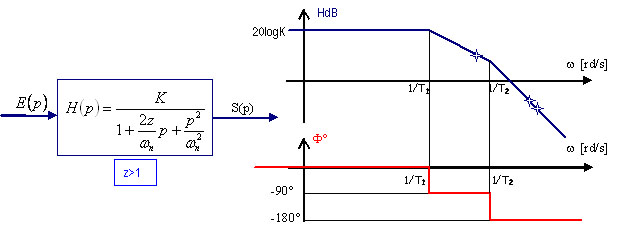 E(p)
H(p) = K / (1 + 2z/ωn p + p²/ωn²)
S(p)
z>1
HdB
20logK
ω [rd/s]
1/T1
1/T2
ω [rd/s]
Φ°
1/T1
1/T2
-90°
-180°